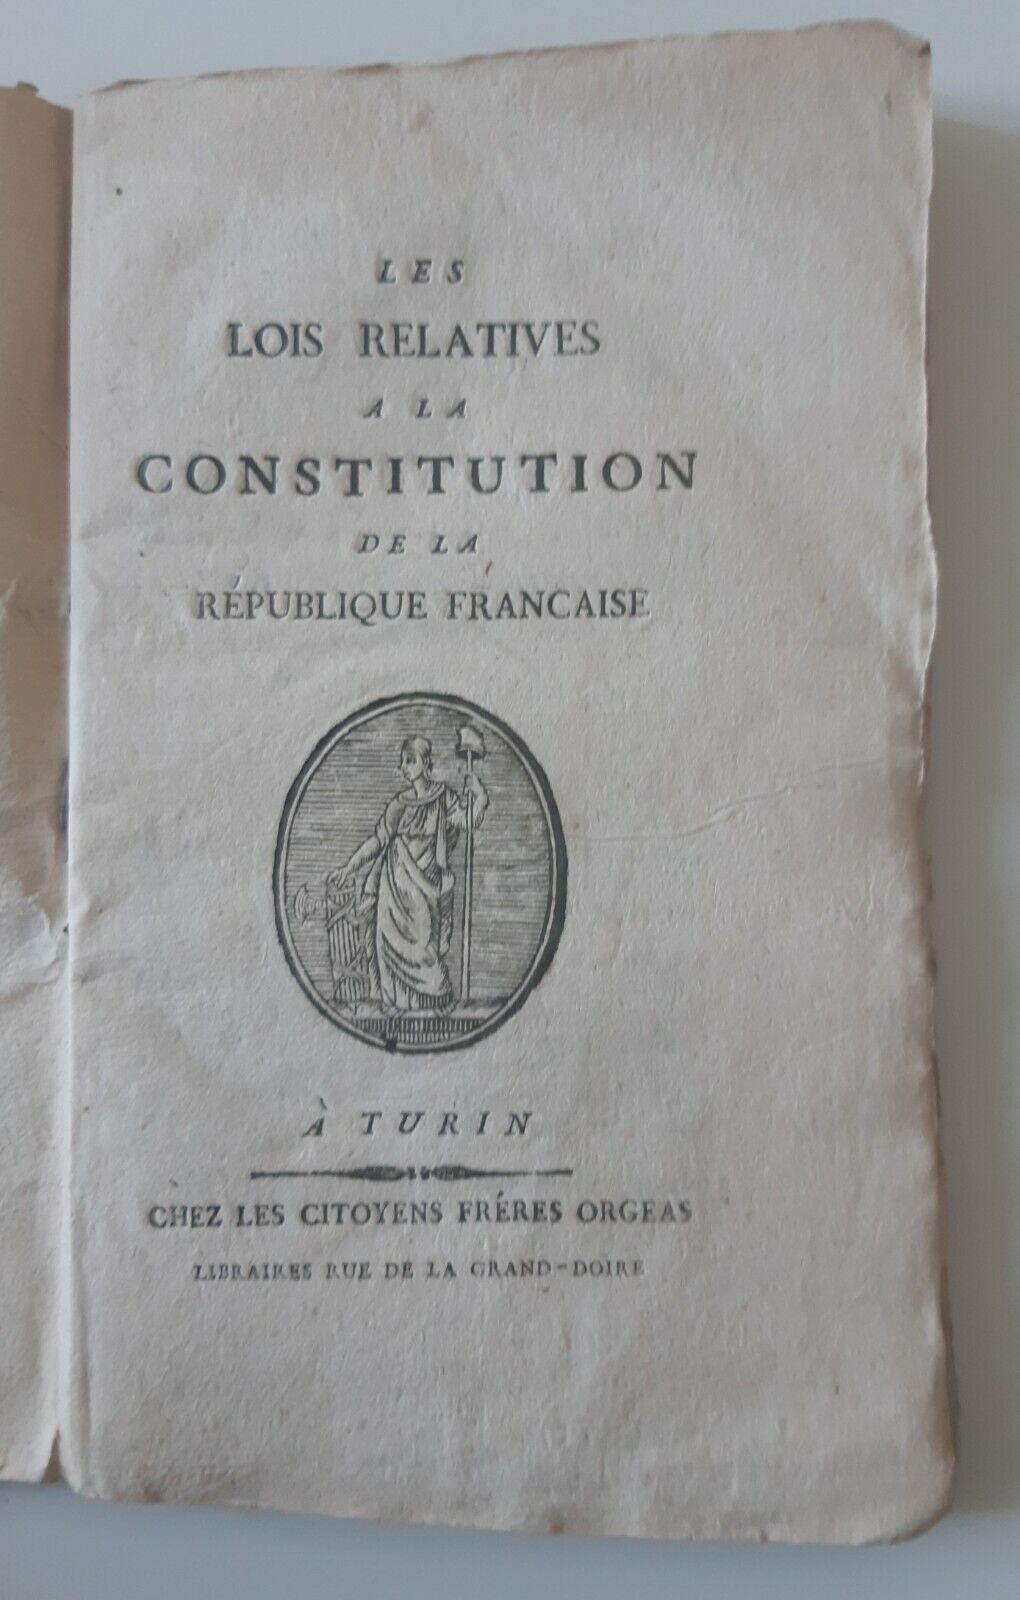 LES
LOIS RELATIVES
A LA
CONSTITUTION
DE LA
RÉPUBLIQUE FRANCAISE
À TURIN
CHEZ LES CITOYENS FRÉRES ORGEAS
LIBRAIRES RUE DE LA GRAND-DOIRE